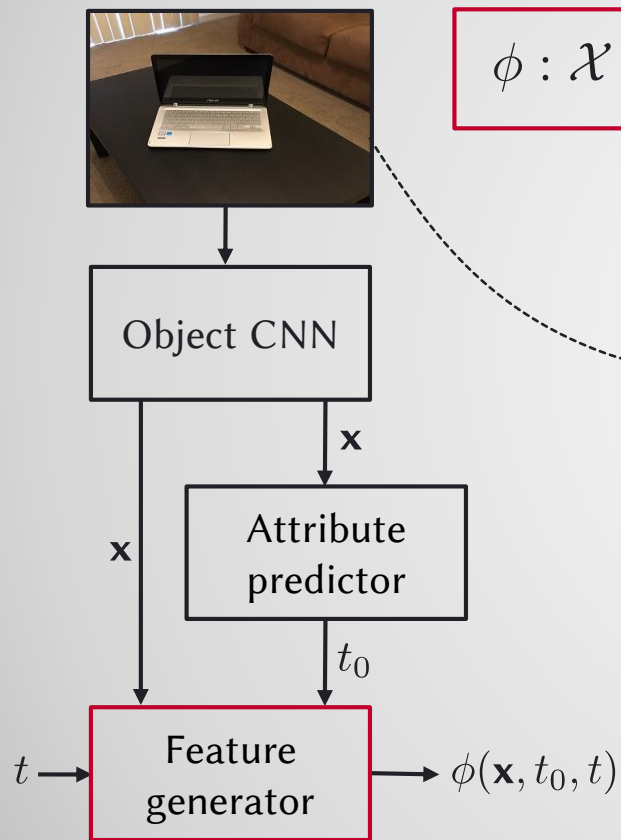 ϕ : 𝒳
Object CNN
x
x
Attribute
predictor
t₀
t
Feature
generator
ϕ(x, t₀, t)